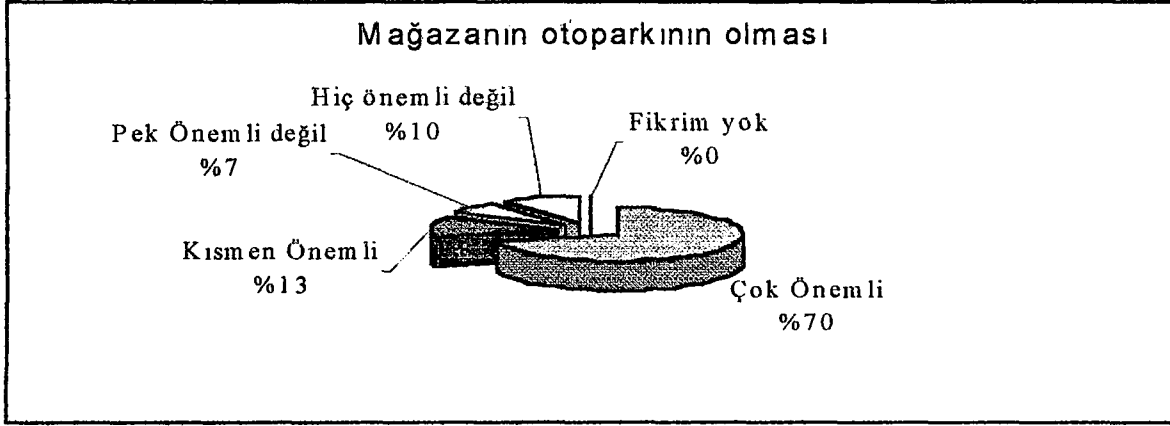 Mağazanın otoparkının olması
Hiç önemli değil
%10
Fikrim yok
%0
Pek Önemli değil
%7
Kısmen Önemli
%13
Çok Önemli
%70